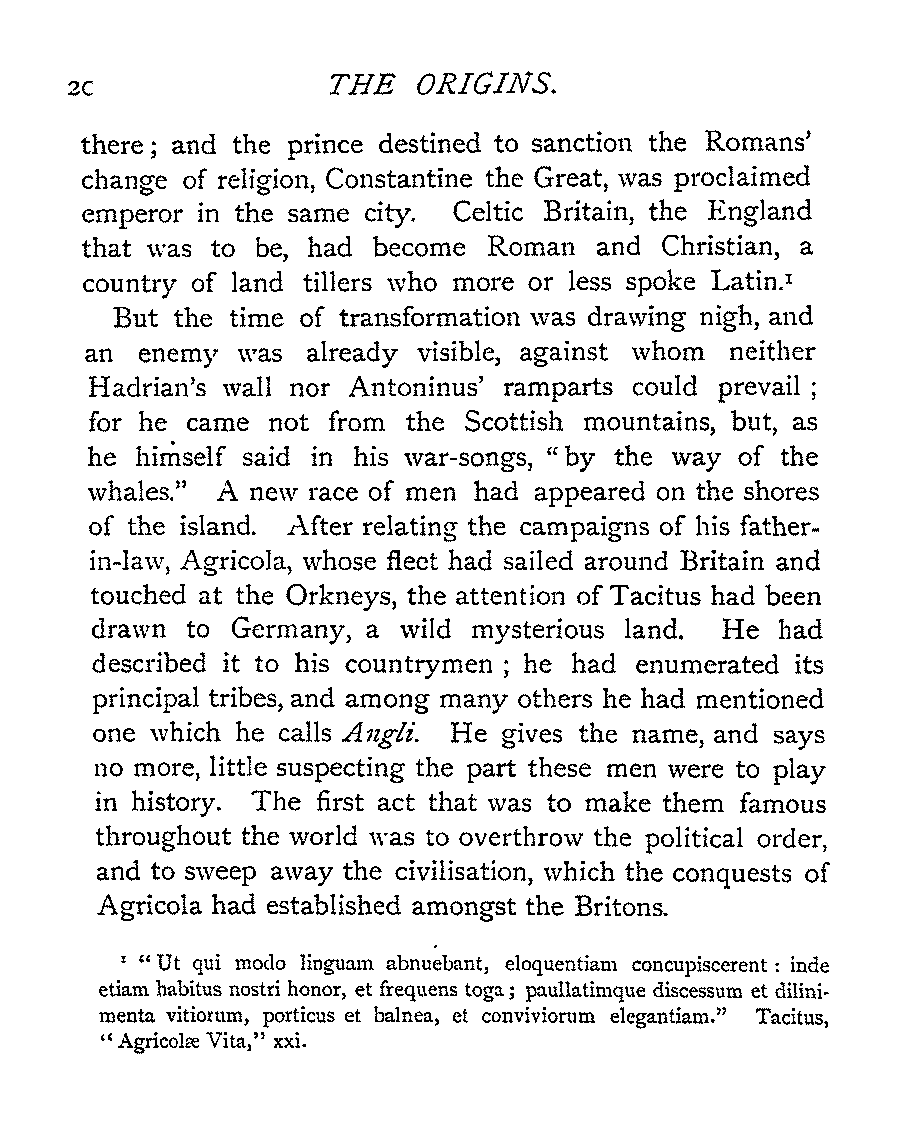 20 THE ORIGINS.
there; and the prince destined to sanction the Romans'
change of religion, Constantine the Great, was proclaimed
emperor in the same city. Celtic Britain, the England
that was to be, had become Roman and Christian, a
country of land tillers who more or less spoke Latin.¹
But the time of transformation was drawing nigh, and
an enemy was already visible, against whom neither
Hadrian's wall nor Antoninus' ramparts could prevail;
for he came not from the Scottish mountains, but, as
he himself said in his war-songs, "by the way of the
whales." A new race of men had appeared on the shores
of the island. After relating the campaigns of his father-
in-law, Agricola, whose fleet had sailed around Britain and
touched at the Orkneys, the attention of Tacitus had been
drawn to Germany, a wild mysterious land. He had
described it to his countrymen; he had enumerated its
principal tribes, and among many others he had mentioned
one which he calls Angli. He gives the name, and says
no more, little suspecting the part these men were to play
in history. The first act that was to make them famous
throughout the world was to overthrow the political order,
and to sweep away the civilisation, which the conquests of
Agricola had established amongst the Britons.
¹ "Ut qui modo linguam abnuebant, eloquentiam concupiscerent: inde
etiam habitus nostri honor, et frequens toga; paullatimque discessum et dilini-
menta vitiorum, porticus et balnea, et conviviorum elegantiam." Tacitus,
"Agricolæ Vita," xxi.